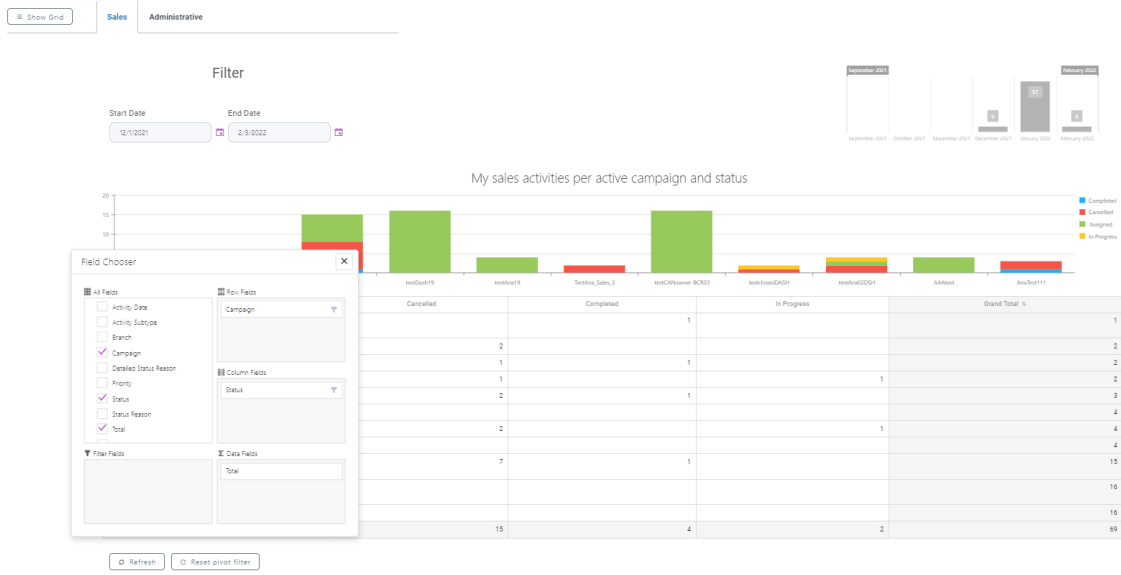 Show Grid
Sales
Administrative
Filter
Start Date
End Date
12/1/2021
2/3/2022
September 2021
February 2022
6
57
6
September 2021
October 2021
November 2021
December 2021
January 2022
February 2022
My sales activities per active campaign and status
20
15
10
Completed
Cancelled
Assigned
In Progress
testDash19
testAna19
TestAna_Sales_3
testCANowner BCR03
testclosedDASH
testAna02DSH
AAAtest
AnaTest111
Field Chooser
All Fields
Activity Date
Activity Subtype
Branch
Campaign
Detailed Status Reason
Priority
Status
Status Reason
Total
Row Fields
Campaign
Column Fields
Status
Filter Fields
Data Fields
Total
Cancelled
Completed
In Progress
Grand Total
1
1
2
2
1
1
2
1
1
2
2
1
3
4
2
1
4
4
7
1
15
16
16
15
4
2
69
Refresh
Reset pivot filter